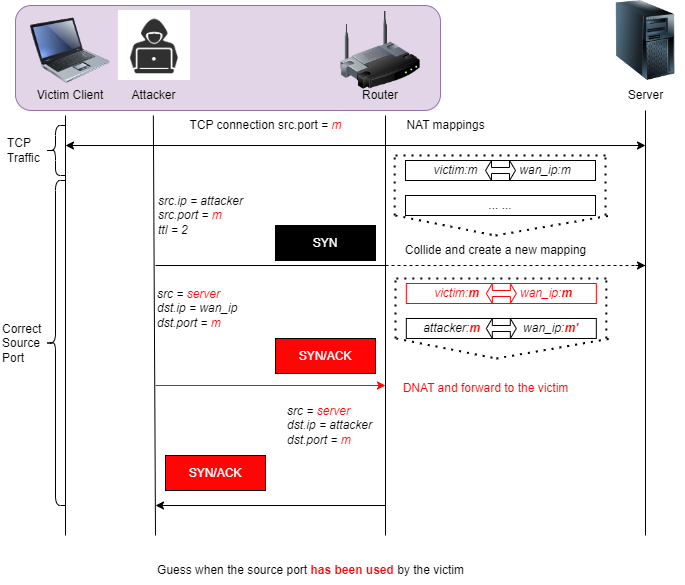 Victim Client
Attacker
Router
Server
TCP connection src.port = m
NAT mappings
TCP
Traffic
victim:m
wan_ip:m
... ...
src.ip = attacker
src.port = m
ttl = 2
SYN
Collide and create a new mapping
src = server
dst.ip = wan_ip
dst.port = m
victim:m
wan_ip:m
attacker:m
wan_ip:m'
Correct
Source
Port
SYN/ACK
DNAT and forward to the victim
src = server
dst.ip = attacker
dst.port = m
SYN/ACK
Guess when the source port has been used by the victim